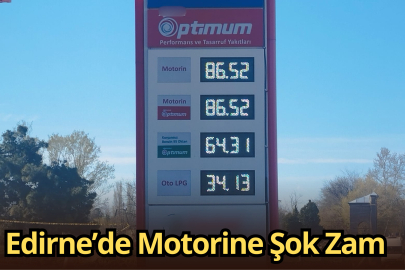 Optimum
Performans ve Tasarruf Yakıtları
Motorin 86.52
Motorin 86.52
Optimum 64.31
Oto LPG 34.13
Edirne'de Motorine Şok Zam